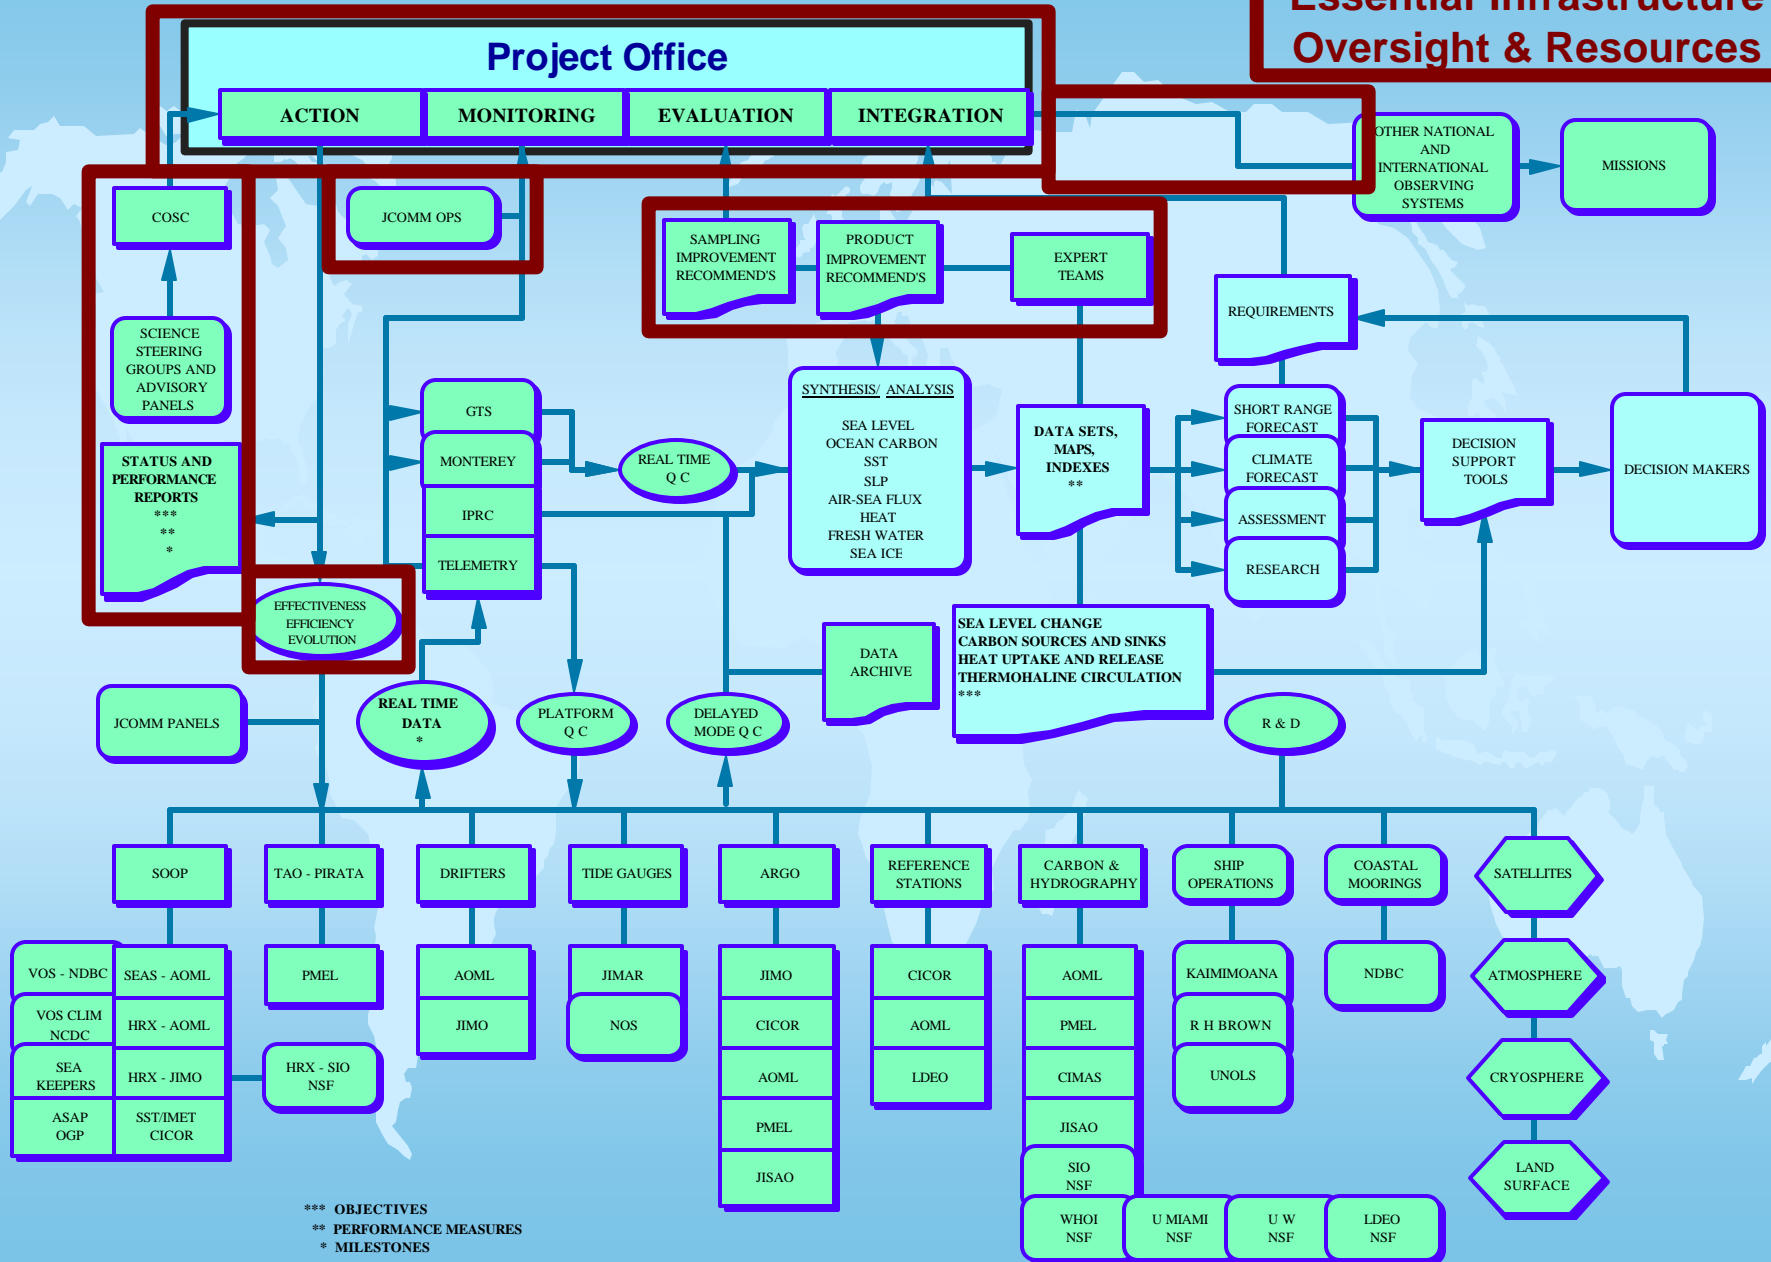 Essential Infrastructure
Oversight & Resources
Project Office
ACTION
MONITORING
EVALUATION
INTEGRATION
OTHER NATIONAL
AND
INTERNATIONAL
OBSERVING
SYSTEMS
MISSIONS
COSC
JCOMM OPS
SAMPLING
IMPROVEMENT
RECOMMEND'S
PRODUCT
IMPROVEMENT
RECOMMEND'S
EXPERT
TEAMS
REQUIREMENTS
SCIENCE
STEERING
GROUPS AND
ADVISORY
PANELS
STATUS AND
PERFORMANCE
REPORTS
***
**
*
GTS
MONTEREY
IPRC
TELEMETRY
REAL TIME
Q C
SYNTHESIS/ ANALYSIS
SEA LEVEL
OCEAN CARBON
SST
SLP
AIR-SEA FLUX
HEAT
FRESH WATER
SEA ICE
DATA SETS,
MAPS,
INDEXES
**
SHORT RANGE
FORECAST
CLIMATE
FORECAST
ASSESSMENT
RESEARCH
DECISION
SUPPORT
TOOLS
DECISION MAKERS
EFFECTIVENESS
EFFICIENCY
EVOLUTION
JCOMM PANELS
REAL TIME
DATA
*
PLATFORM
Q C
DELAYED
MODE Q C
DATA
ARCHIVE
SEA LEVEL CHANGE
CARBON SOURCES AND SINKS
HEAT UPTAKE AND RELEASE
THERMOHALINE CIRCULATION
***
R & D
SOOP
TAO - PIRATA
DRIFTERS
TIDE GAUGES
ARGO
REFERENCE
STATIONS
CARBON &
HYDROGRAPHY
SHIP
OPERATIONS
COASTAL
MOORINGS
SATELLITES
VOS - NDBC
VOS CLIM
NCDC
SEA
KEEPERS
ASAP
OGP
SEAS - AOML
HRX - AOML
HRX - JIMO
SST/IMET
CICOR
HRX - SIO
NSF
PMEL
AOML
JIMO
JIMAR
NOS
JIMO
CICOR
AOML
PMEL
JISAO
CICOR
AOML
LDEO
AOML
PMEL
CIMAS
JISAO
SIO
NSF
WHOI
NSF
U MIAMI
NSF
U W
NSF
LDEO
NSF
KAIMIMOANA
R H BROWN
UNOLS
NDBC
ATMOSPHERE
CRYOSPHERE
LAND
SURFACE
*** OBJECTIVES
** PERFORMANCE MEASURES
* MILESTONES